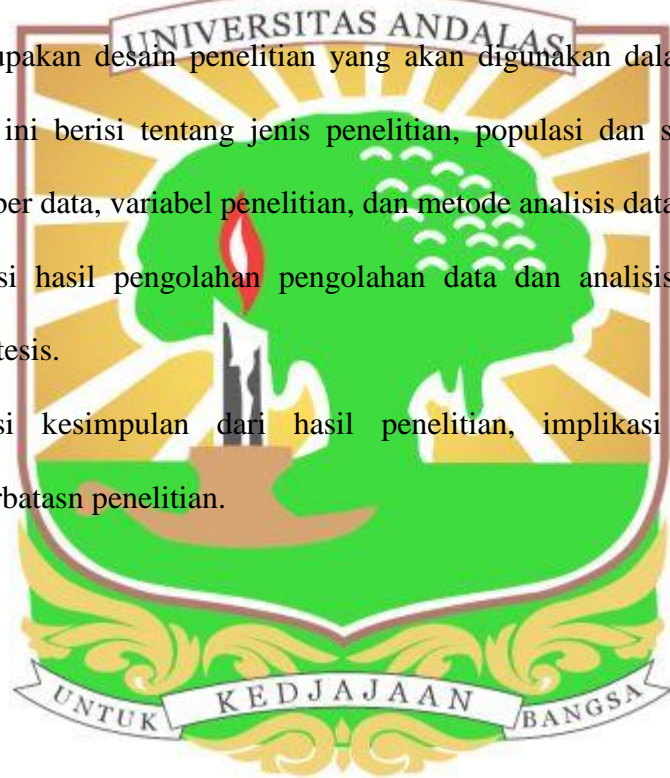 UNIVERSITAS ANDALAS
upakan desain penelitian yang akan digunakan dala
ini berisi tentang jenis penelitian, populasi dan s
ber data, variabel penelitian, dan metode analisis data
si hasil pengolahan pengolahan data dan analisis
tesis.
si kesimpulan dari hasil penelitian, implikasi
rbatasn penelitian.
UNTUK KEDJAJAAN BANGSA